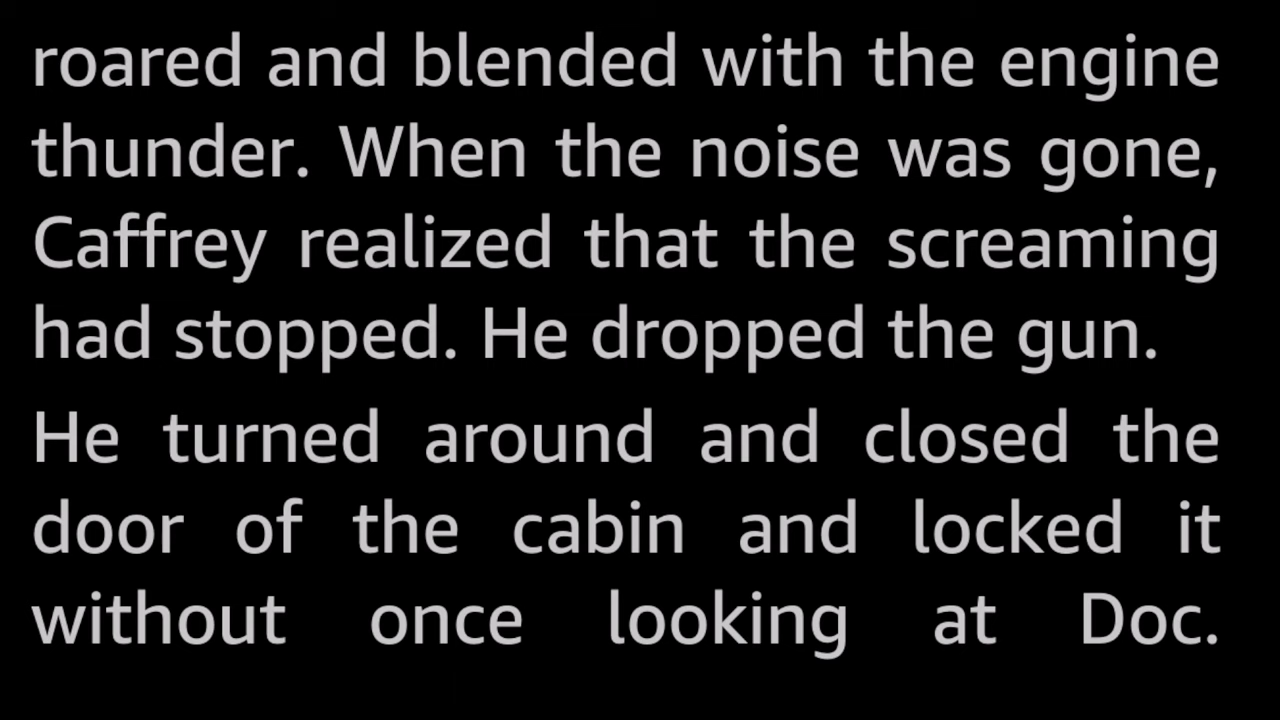 roared and blended with the engine
thunder. When the noise was gone,
Caffrey realized that the screaming
had stopped. He dropped the gun.
He turned around and closed the
door of the cabin and locked it
without once looking at Doc.